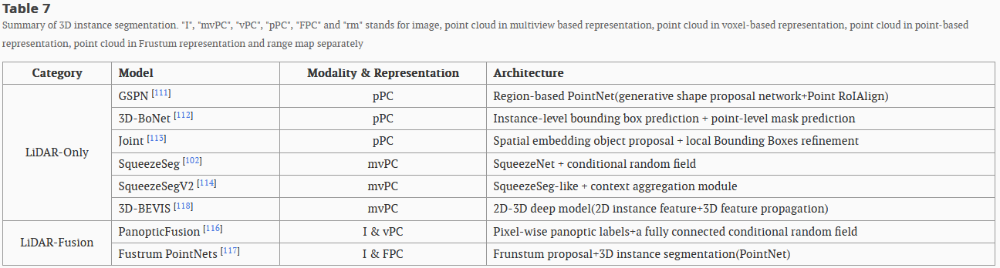 Table 7
Summary of 3D instance segmentation. "I", "mvPC", "vPC", "pPC", "FPC" and "rm" stands for image, point cloud in multiview based representation, point cloud in voxel-based representation, point cloud in point-based
representation, point cloud in Frustum representation and range map separately
Category Model Modality & Representation Architecture
GSPN [111] pPC Region-based PointNet(generative shape proposal network+Point RoIAlign)
3D-BoNet [112] pPC Instance-level bounding box prediction + point-level mask prediction
Joint [113] pPC Spatial embedding object proposal + local Bounding Boxes refinement
LiDAR-Only
SqueezeSeg [102] mvPC SqueezeNet + conditional random field
SqueezeSegV2 [114] mvPC SqueezeSeg-like + context aggregation module
3D-BEVIS [118] mvPC 2D-3D deep model(2D instance feature+3D feature propagation)
PanopticFusion [116] I & vPC Pixel-wise panoptic labels+a fully connected conditional random field
LiDAR-Fusion
Fustrum PointNets [117] I & FPC Frunstum proposal+3D instance segmentation(PointNet)